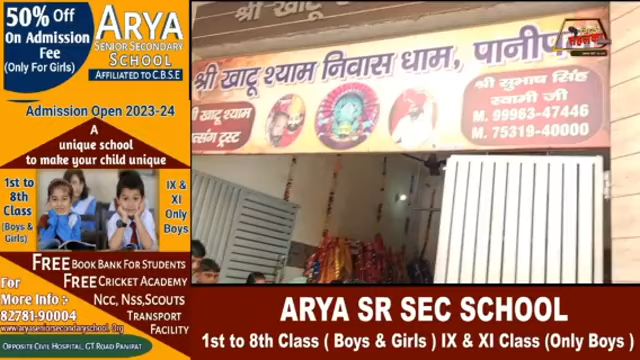 50% Off
On Admission
Fee
(Only For Girls)
ARYA
SENIOR SECONDARY
SCHOOL
AFFILIATED TO C.B.S.E
Admission Open 2023-24
A
unique school
to make your child unique
1st to
8th
Class
(Boys &
Girls)
IX &
XI
Only
Boys
FREE BOOK BANK FOR STUDENTS
FREE CRICKET ACADEMY
NCC, NSS,SCOUTS
TRANSPORT
FACILITY
For
More Info :-
82781-90004
www.aryaseniorsecondaryschool.Org
OPPOSITE CIVIL HOSPITAL, GT ROAD PANIPAT
श्री खाटू
श्री खाटू श्याम निवास धाम, पानीपत
श्री खाटू श्याम
सत्संग ट्रस्ट
श्री सुभाष सिंह
स्वामी जी
M. 99963-47446
M. 75319-40000
ARYA SR SEC SCHOOL
1st to 8th Class ( Boys & Girls ) IX & XI Class (Only Boys )